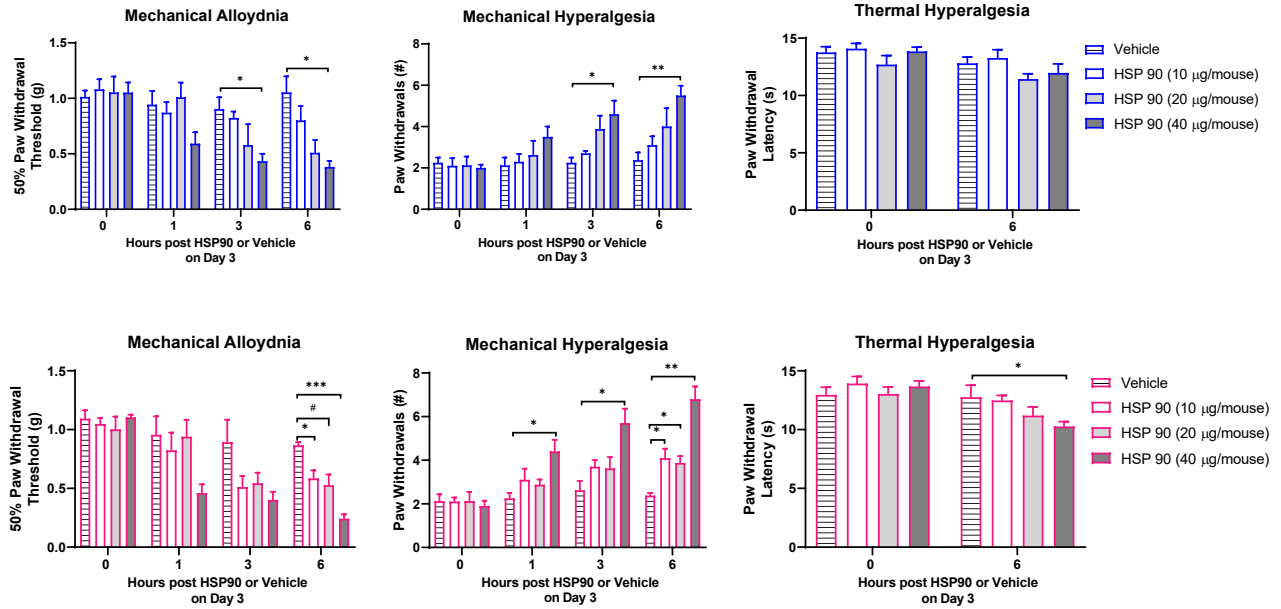 Mechanical Alloydnia
50% Paw Withdrawal
Threshold (g)
1.5
1.0
0.5
0.0
*
*
0
1
3
6
Hours post HSP90 or Vehicle
on Day 3
Mechanical Hyperalgesia
Paw Withdrawals (#)
8
6
4
2
0
*
**
0
1
3
6
Hours post HSP90 or Vehicle
on Day 3
Thermal Hyperalgesia
Paw Withdrawal
Latency (s)
15
10
5
0
0
6
Hours post HSP90 or Vehicle
on Day 3
Vehicle
HSP 90 (10 µg/mouse)
HSP 90 (20 µg/mouse)
HSP 90 (40 µg/mouse)
Mechanical Alloydnia
50% Paw Withdrawal
Threshold (g)
1.5
1.0
0.5
0.0
***
#
*
0
1
3
6
Hours post HSP90 or Vehicle
on Day 3
Mechanical Hyperalgesia
Paw Withdrawals (#)
8
6
4
2
0
*
*
**
*
*
0
1
3
6
Hours post HSP90 or Vehicle
on Day 3
Thermal Hyperalgesia
Paw Withdrawal
Latency (s)
15
10
5
0
*
0
6
Hours post HSP90 or Vehicle
on Day 3
Vehicle
HSP 90 (10 µg/mouse)
HSP 90 (20 µg/mouse)
HSP 90 (40 µg/mouse)